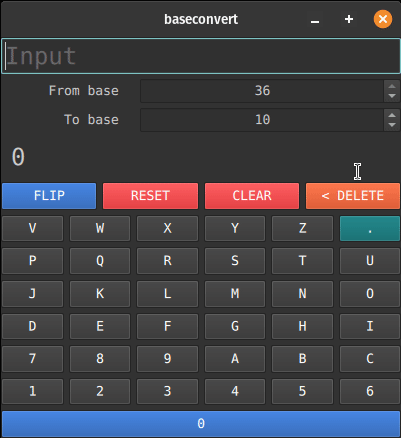 baseconvert
Input
From base 36
To base 10
0
FLIP RESET CLEAR < DELETE
V W X Y Z .
P Q R S T U
J K L M N O
D E F G H I
7 8 9 A B C
1 2 3 4 5 6
0